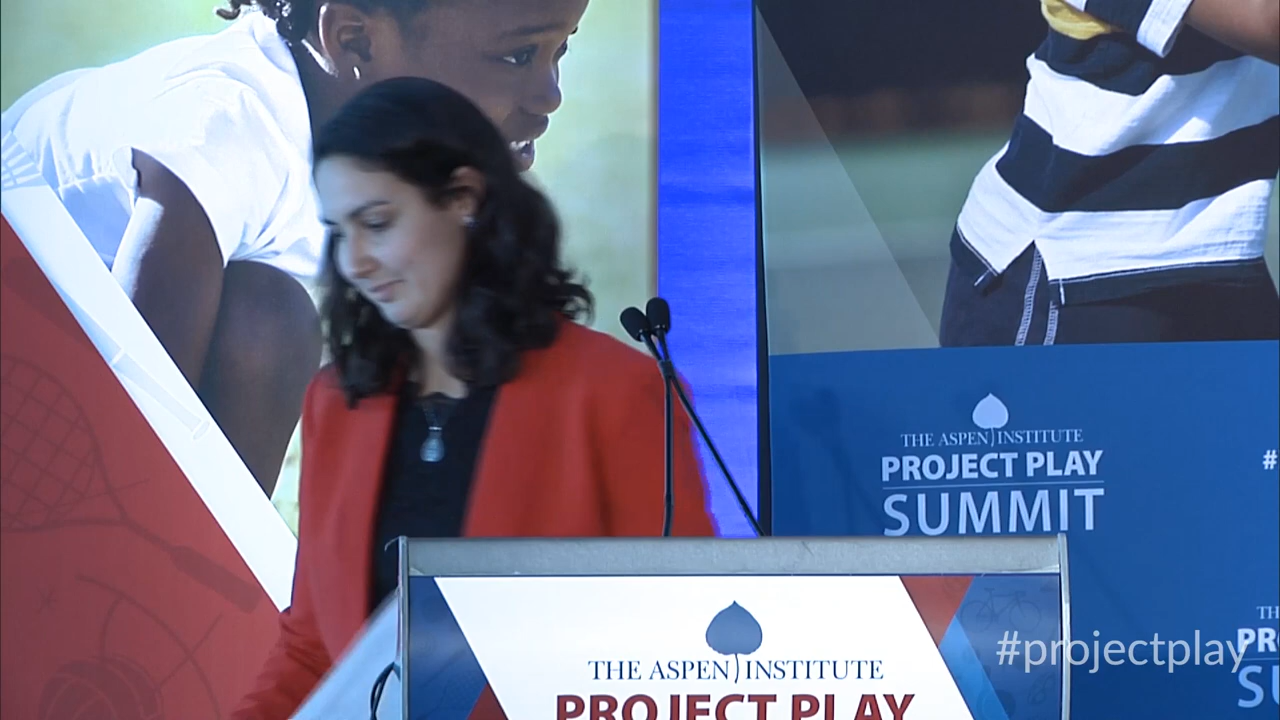 THE ASPEN INSTITUTE
PROJECT PLAY
SUMMIT
#
THE ASPEN INSTITUTE
PROJECT PLAY
#projectplay